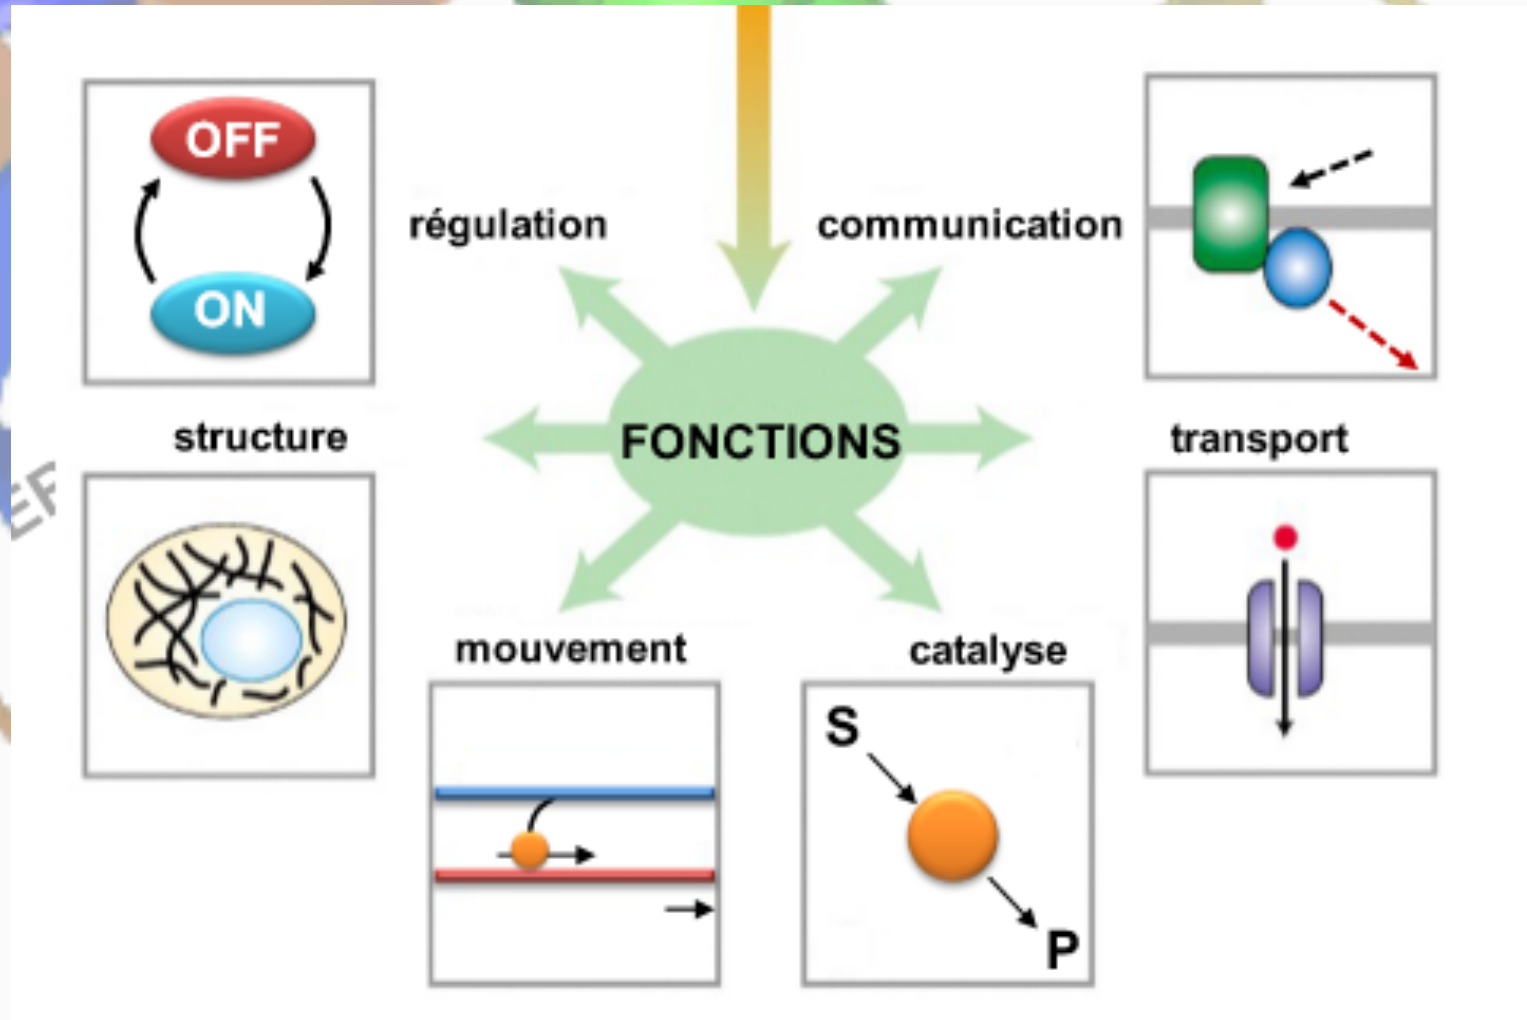 OFF
ON
régulation
communication
structure
FONCTIONS
transport
mouvement
catalyse
S
P